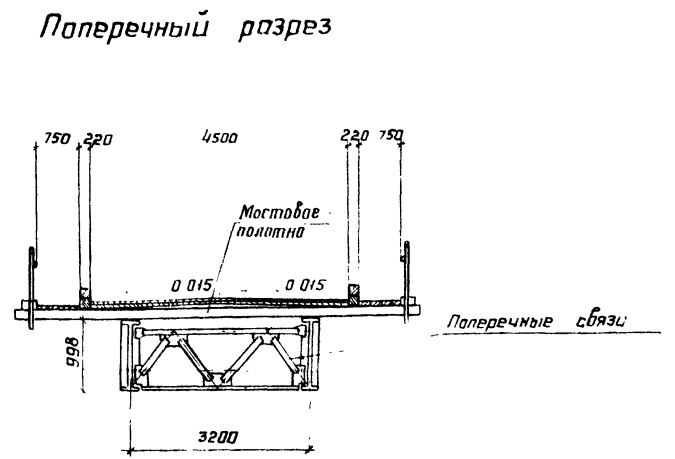 Поперечный разрез
750 220 4500 220 750
Мостовое
полотно
0 015 0 015
Поперечные связи
998
3200